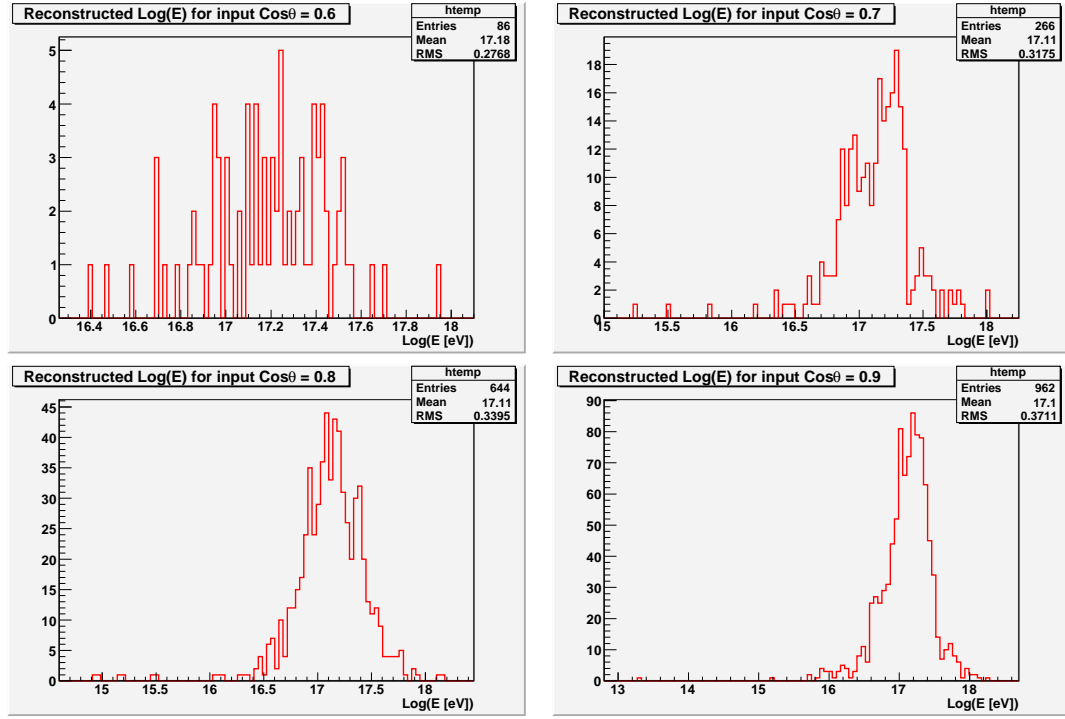 Reconstructed Log(E) for input Cosθ = 0.6
htemp
Entries 86
Mean 17.18
RMS 0.2768
5
4
3
2
1
0
16.4 16.6 16.8 17 17.2 17.4 17.6 17.8 18
Log(E [eV])
Reconstructed Log(E) for input Cosθ = 0.7
htemp
Entries 266
Mean 17.11
RMS 0.3175
18
16
14
12
10
8
6
4
2
0
15 15.5 16 16.5 17 17.5 18
Log(E [eV])
Reconstructed Log(E) for input Cosθ = 0.8
htemp
Entries 644
Mean 17.11
RMS 0.3395
45
40
35
30
25
20
15
10
5
0
15 15.5 16 16.5 17 17.5 18
Log(E [eV])
Reconstructed Log(E) for input Cosθ = 0.9
htemp
Entries 962
Mean 17.1
RMS 0.3711
90
80
70
60
50
40
30
20
10
0
13 14 15 16 17 18
Log(E [eV])